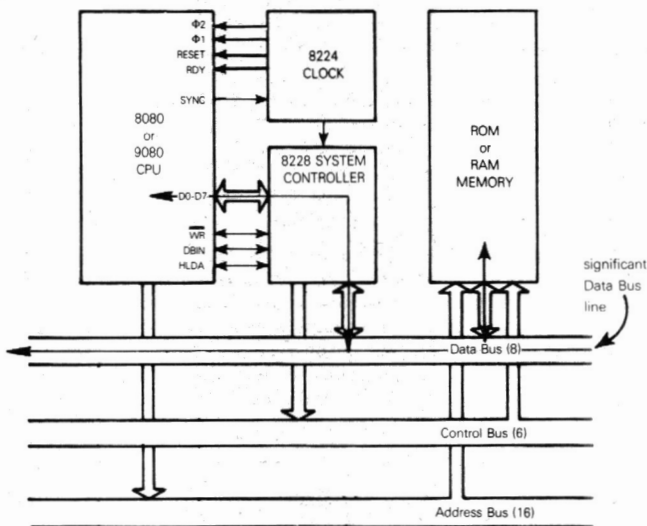 Φ2
Φ1
RESET
RDY
SYNC
8080
or
9080
CPU
D0-D7
WR
DBIN
HLDA
8224
CLOCK
8228 SYSTEM
CONTROLLER
ROM
or
RAM
MEMORY
significant
Data Bus
line
Data Bus (8)
Control Bus (6)
Address Bus (16)